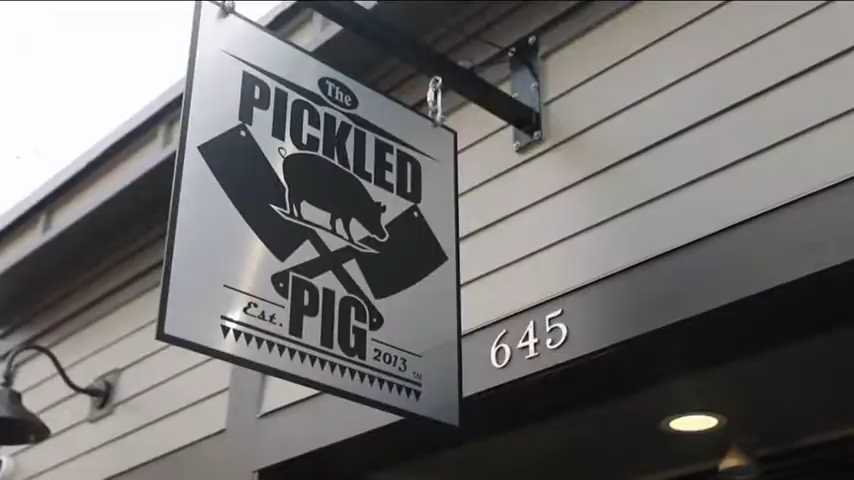 The
PICKLED
PIG
Est. 2013 ™
645